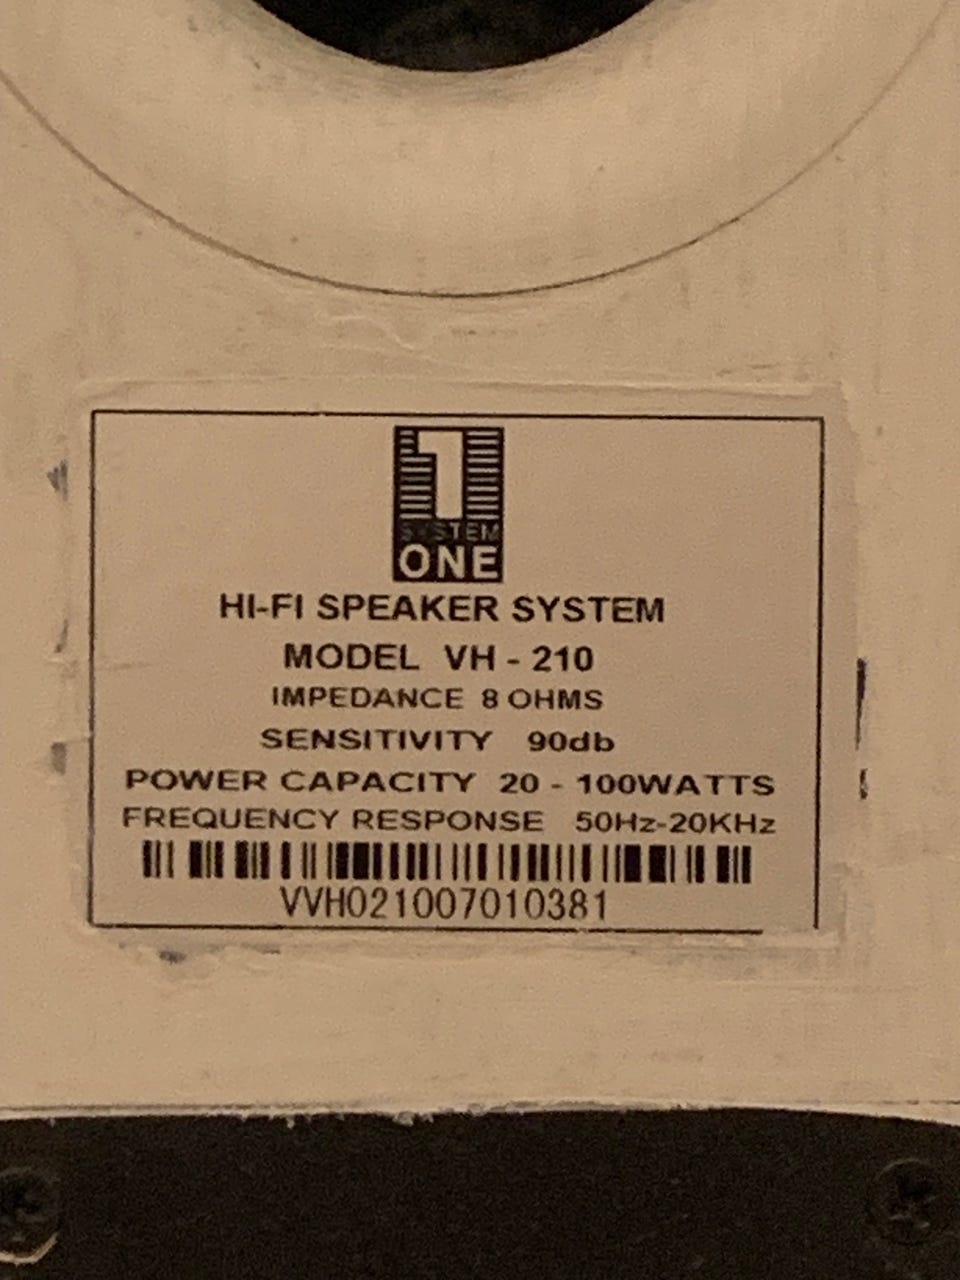 1
SYSTEM
ONE
HI-FI SPEAKER SYSTEM
MODEL VH - 210
IMPEDANCE 8 OHMS
SENSITIVITY 90db
POWER CAPACITY 20 - 100WATTS
FREQUENCY RESPONSE 50Hz-20KHz
VVH021007010381